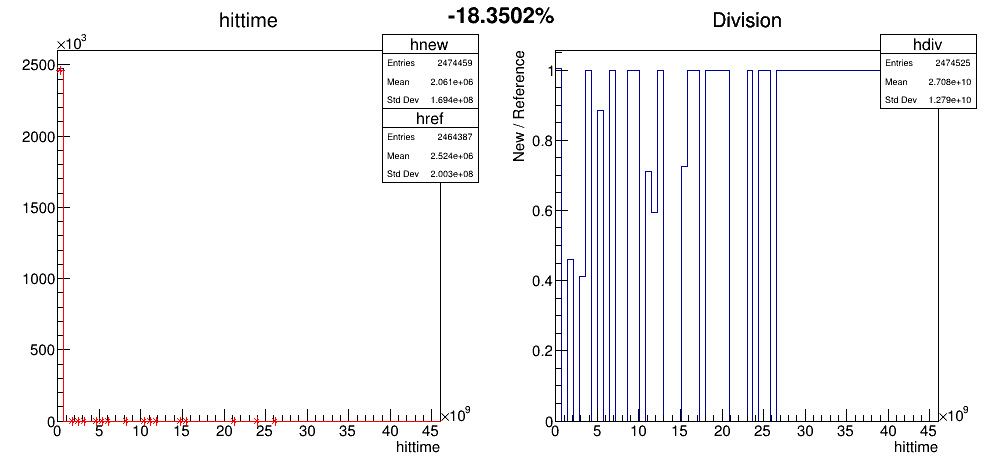 -18.3502%
hittime
×10³
hnew
Entries 2474459
Mean 2.061e+06
Std Dev 1.694e+08
href
Entries 2464387
Mean 2.524e+06
Std Dev 2.003e+08
2500
2000
1500
1000
500
0
0 5 10 15 20 25 30 35 40 45
×10⁹
hittime
Division
hdiv
Entries 2474525
Mean 2.708e+10
Std Dev 1.279e+10
New / Reference
1
0.8
0.6
0.4
0.2
0
0 5 10 15 20 25 30 35 40 45
×10⁹
hittime